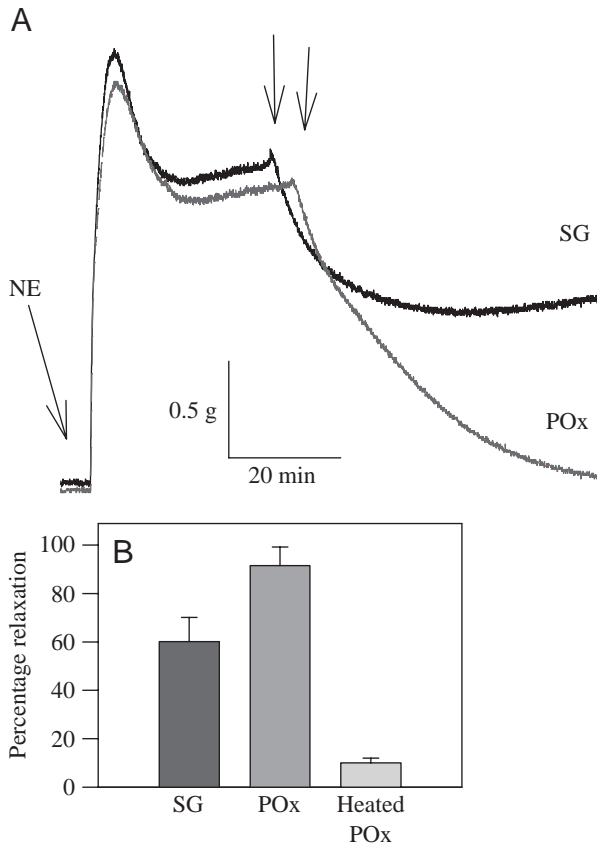 A
SG
NE
0.5 g
POx
20 min
B
Percentage relaxation
100
80
60
40
20
0
SG
POx
Heated
POx